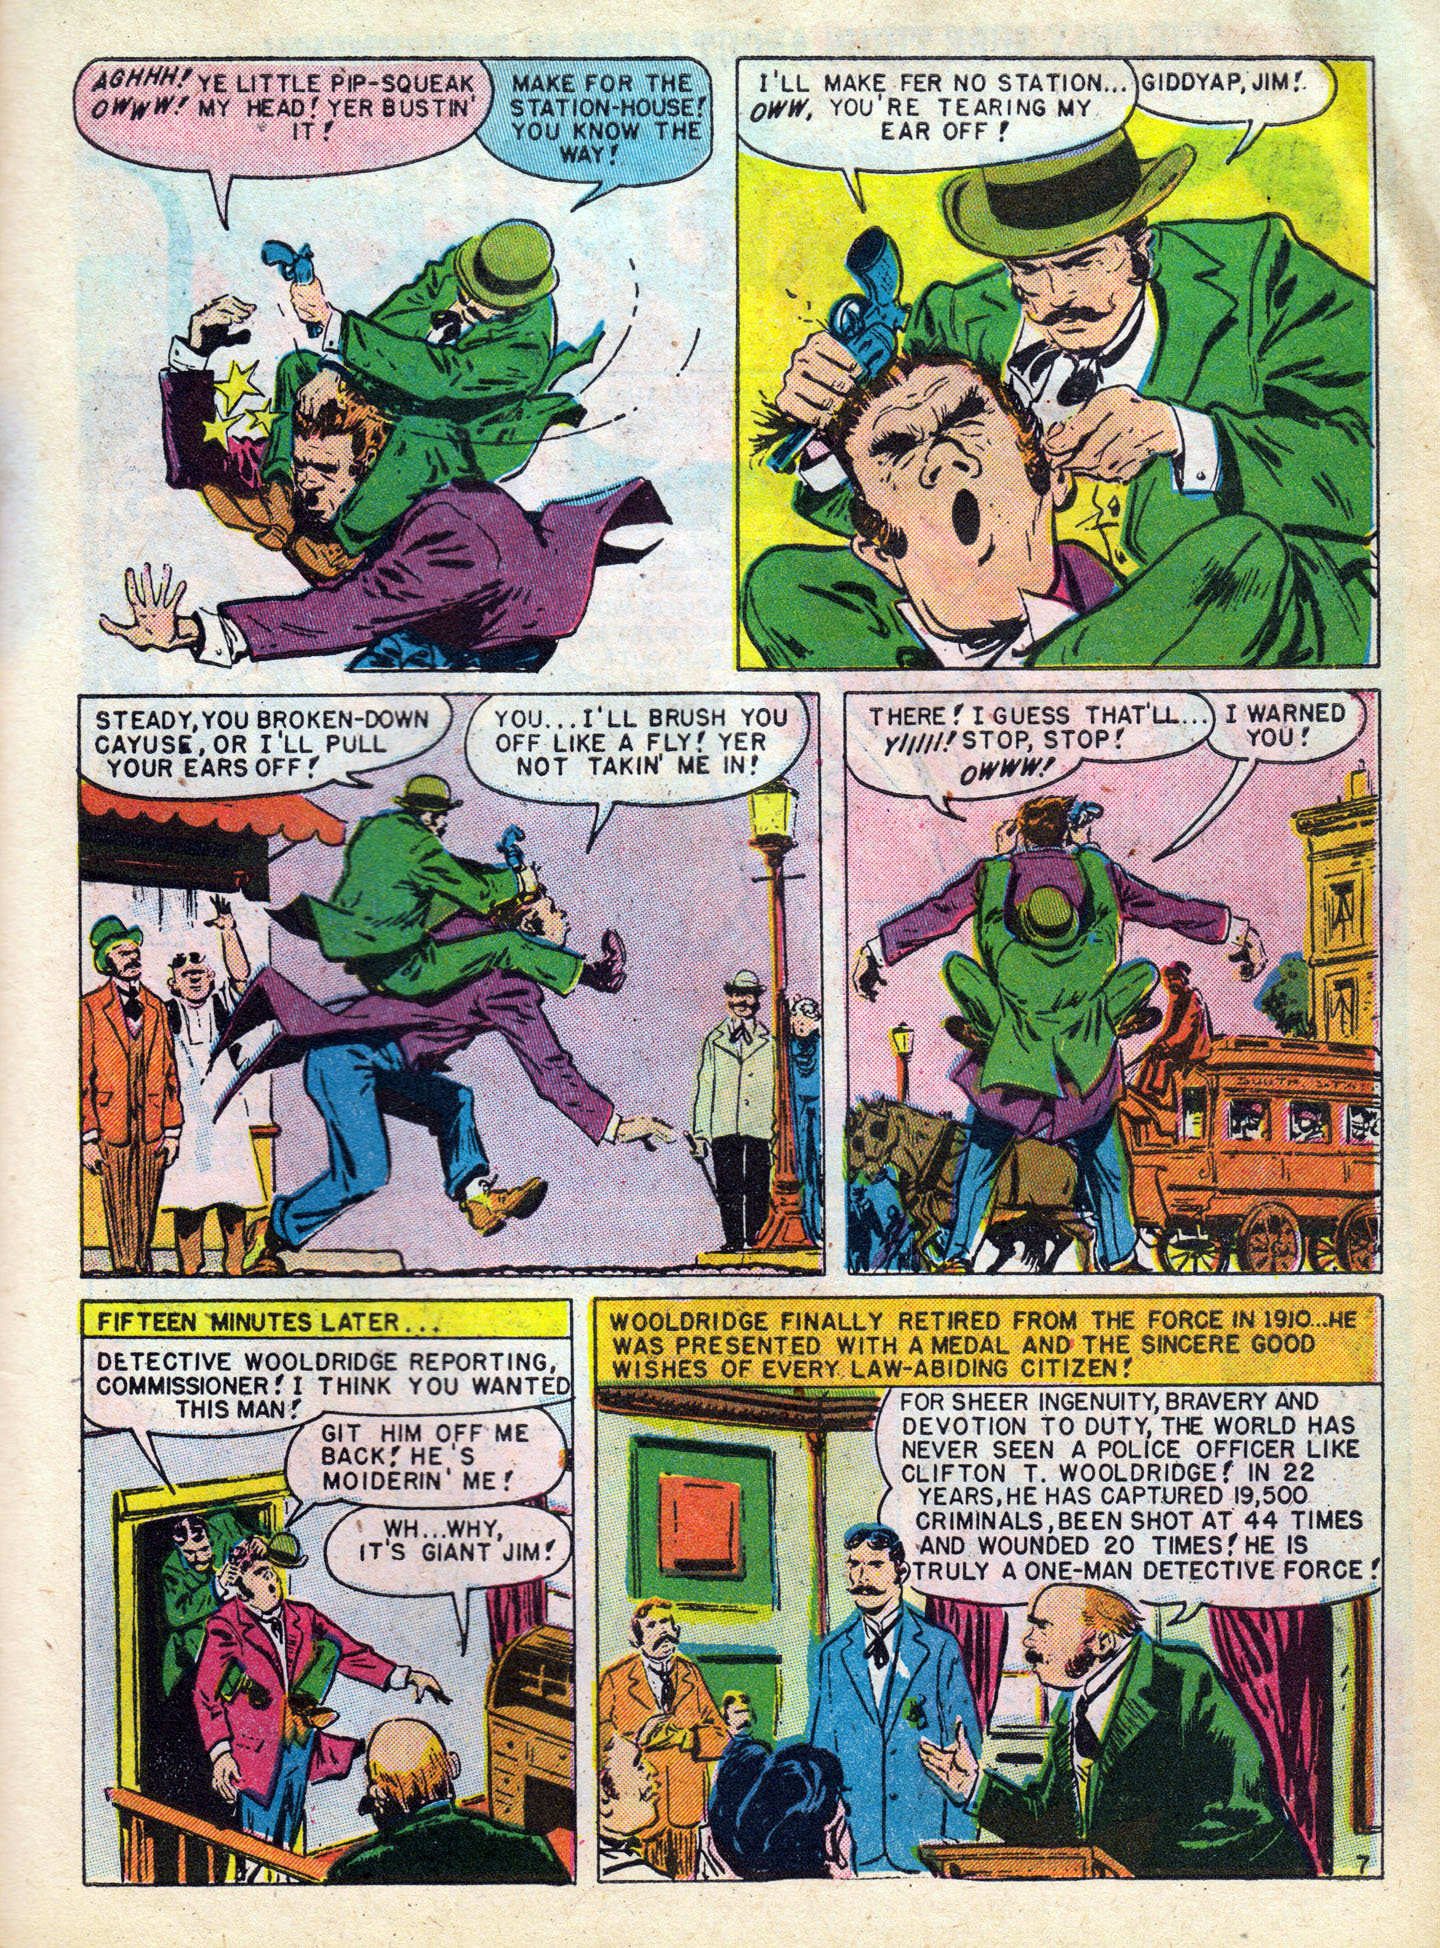 AGHHH! YE LITTLE PIP-SQUEAK
OWWW! MY HEAD! YER BUSTIN'
IT!
MAKE FOR THE
STATION-HOUSE!
YOU KNOW THE
WAY!
I'LL MAKE FER NO STATION...
OWW, YOU'RE TEARING MY
EAR OFF!
GIDDYAP, JIM!
STEADY, YOU BROKEN-DOWN
CAYUSE, OR I'LL PULL
YOUR EARS OFF!
YOU...I'LL BRUSH YOU
OFF LIKE A FLY! YER
NOT TAKIN' ME IN!
THERE! I GUESS THAT'LL...
YIIIII! STOP, STOP!
OWWW!
I WARNED
YOU!
SOUTH STA
FIFTEEN MINUTES LATER...
DETECTIVE WOOLDRIDGE REPORTING,
COMMISSIONER! I THINK YOU WANTED
THIS MAN!
GIT HIM OFF ME
BACK! HE'S
MOIDERIN' ME!
WH...WHY,
IT'S GIANT JIM!
WOOLDRIDGE FINALLY RETIRED FROM THE FORCE IN 1910...HE
WAS PRESENTED WITH A MEDAL AND THE SINCERE GOOD
WISHES OF EVERY LAW-ABIDING CITIZEN!
FOR SHEER INGENUITY, BRAVERY AND
DEVOTION TO DUTY, THE WORLD HAS
NEVER SEEN A POLICE OFFICER LIKE
CLIFTON T. WOOLDRIDGE! IN 22
YEARS, HE HAS CAPTURED 19,500
CRIMINALS, BEEN SHOT AT 44 TIMES
AND WOUNDED 20 TIMES! HE IS
TRULY A ONE-MAN DETECTIVE FORCE!
7